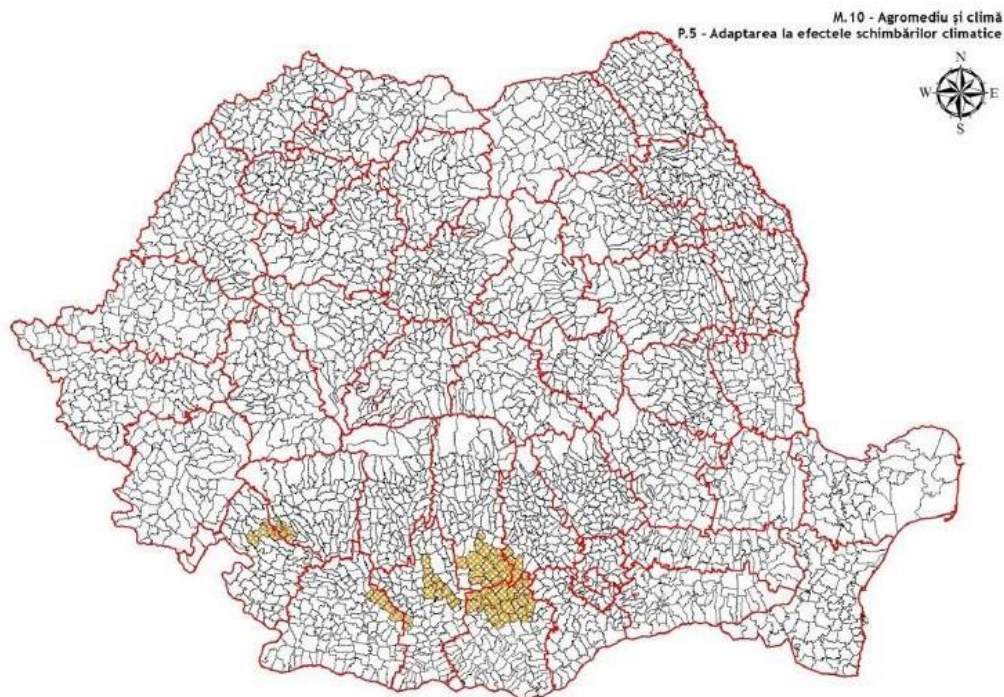 M.10 - Agromediu și climă
P.5 - Adaptarea la efectele schimbărilor climatice
N
W E
S